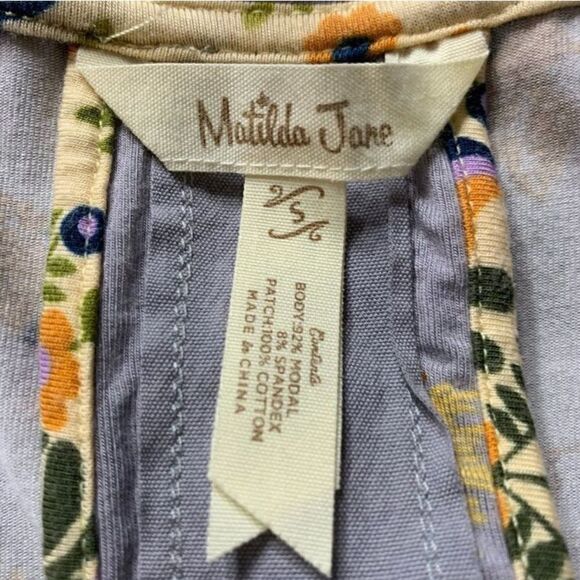 Matilda Jane
S
Contents
BODY:92% MODAL
8% SPANDEX
PATCH:100% COTTON
MADE in CHINA